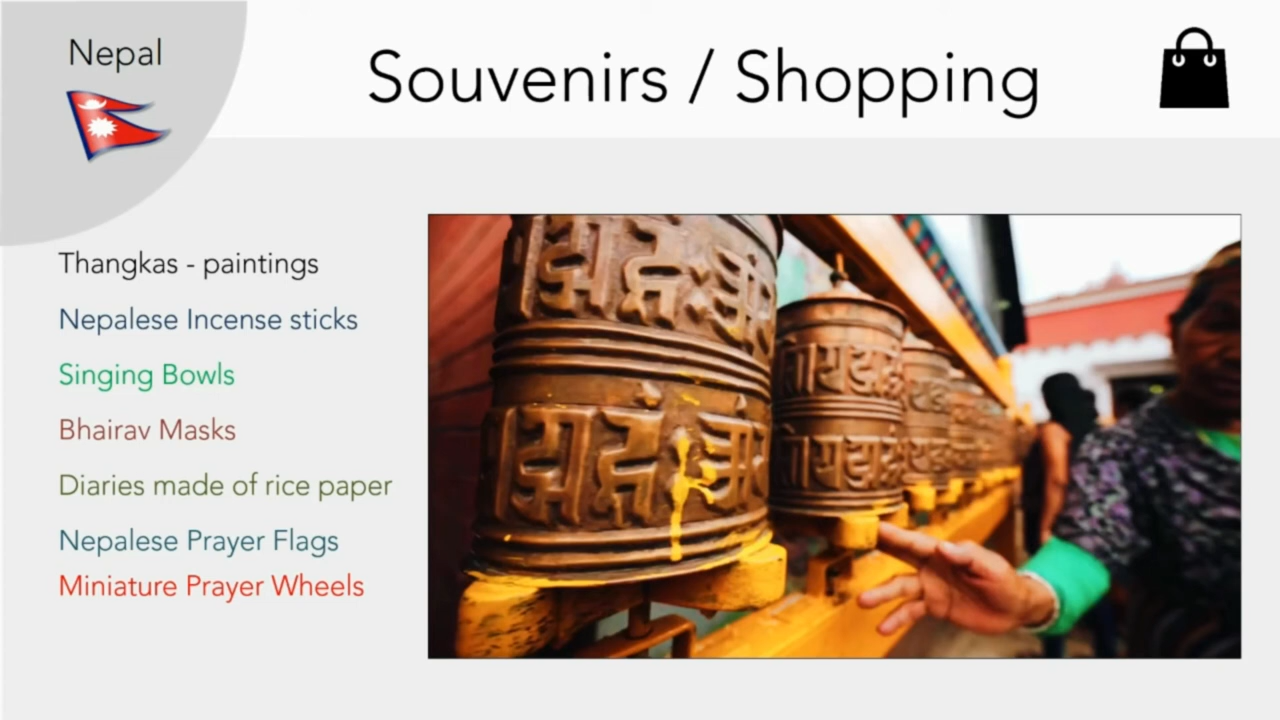 Nepal
Souvenirs / Shopping
Thangkas - paintings
Nepalese Incense sticks
Singing Bowls
Bhairav Masks
Diaries made of rice paper
Nepalese Prayer Flags
Miniature Prayer Wheels